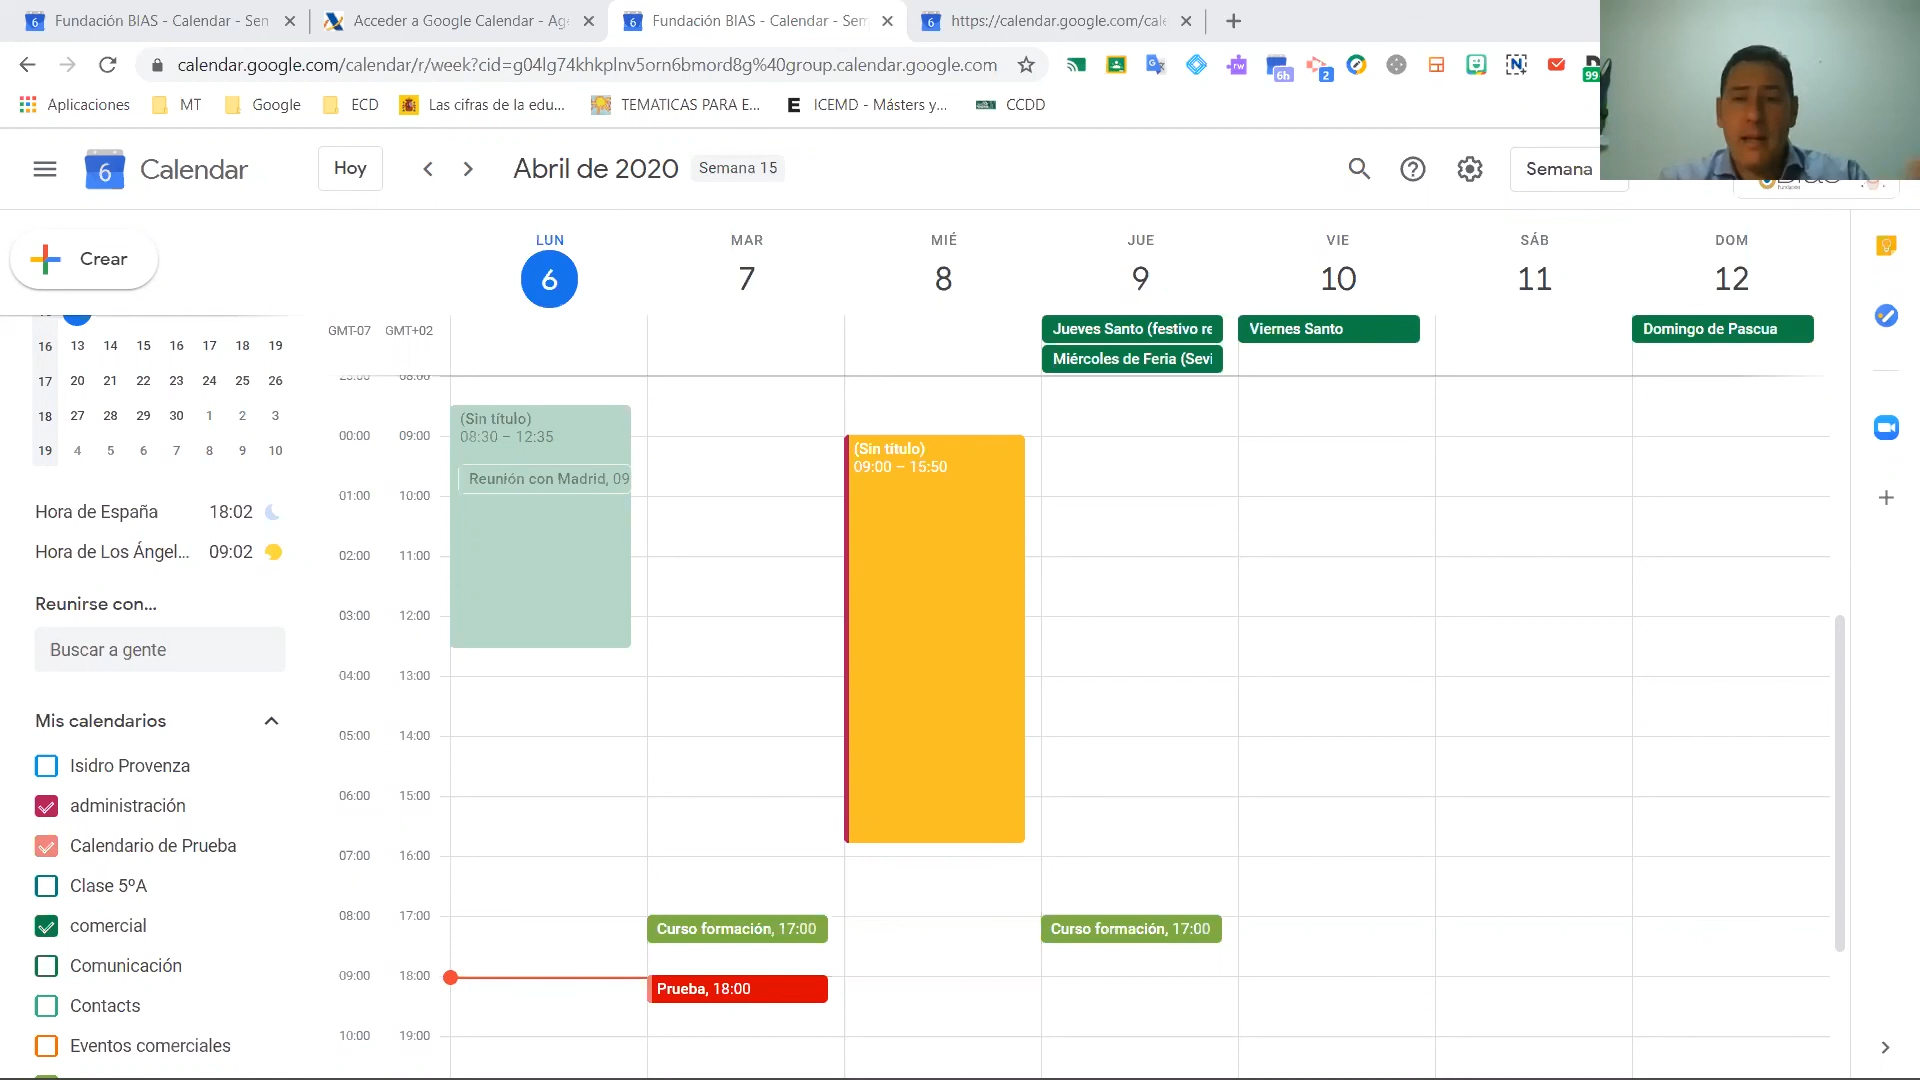 Fundación BIAS - Calendar - Sen
Acceder a Google Calendar - Ag
Fundación BIAS - Calendar - Sem
https://calendar.google.com/cale
calendar.google.com/calendar/r/week?cid=g04lg74khkplnv5orn6bmord8g%40group.calendar.google.com
rw
6h
2
N
99
Aplicaciones
MT
Google
ECD
Las cifras de la edu...
TEMATICAS PARA E...
E ICEMD - Másters y...
CCDD
6 Calendar
Hoy
Abril de 2020
Semana 15
Semana
Crear
LUN
MAR
MIÉ
JUE
VIE
SÁB
DOM
6
7
8
9
10
11
12
GMT-07 GMT+02
Jueves Santo (festivo re
Viernes Santo
Domingo de Pascua
Miércoles de Feria (Sevi
16 13 14 15 16 17 18 19
17 20 21 22 23 24 25 26
18 27 28 29 30 1 2 3
19 4 5 6 7 8 9 10
Hora de España 18:02
Hora de Los Ángel... 09:02
Reunirse con...
Buscar a gente
Mis calendarios
Isidro Provenza
administración
Calendario de Prueba
Clase 5ºA
comercial
Comunicación
Contacts
Eventos comerciales
23:00 08:00
00:00 09:00
01:00 10:00
02:00 11:00
03:00 12:00
04:00 13:00
05:00 14:00
06:00 15:00
07:00 16:00
08:00 17:00
09:00 18:00
10:00 19:00
(Sin título)
08:30 – 12:35
Reunión con Madrid, 09
(Sin título)
09:00 – 15:50
Curso formación, 17:00
Curso formación, 17:00
Prueba, 18:00